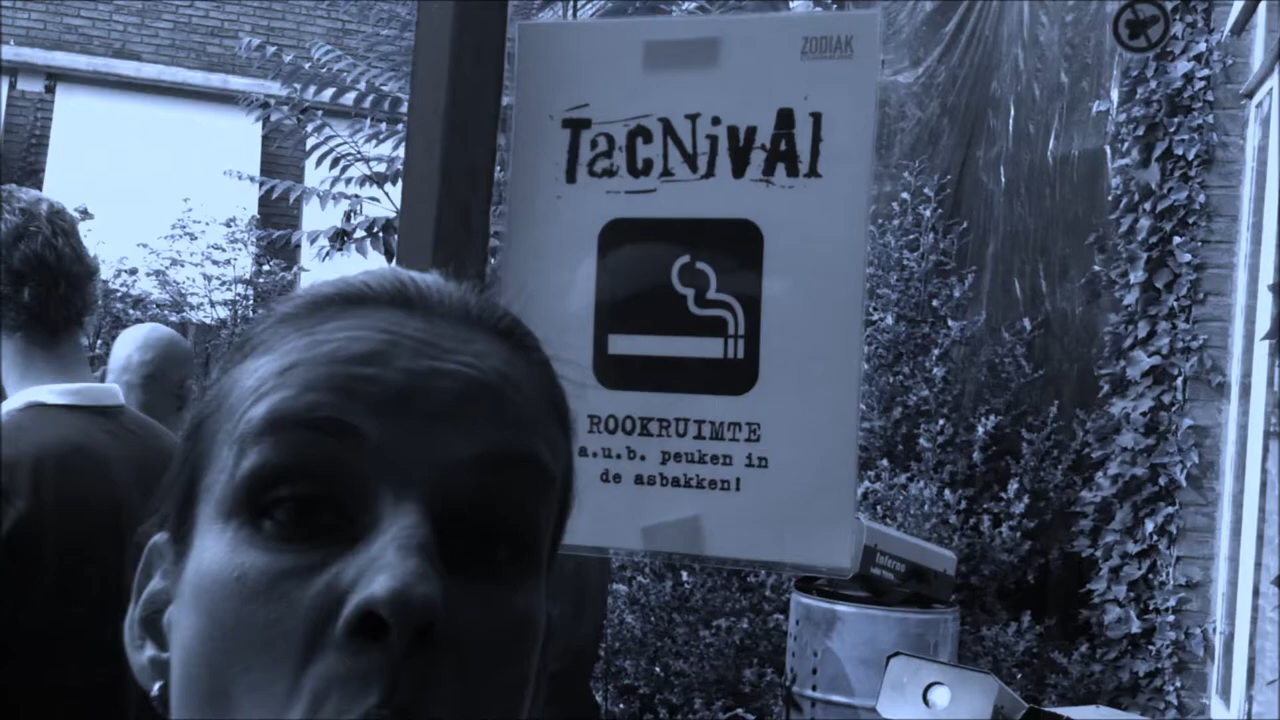 ZODIAK
TacNivAl
ROOKRUIMTE
a.u.b. peuken in
de asbakken!
Inferno